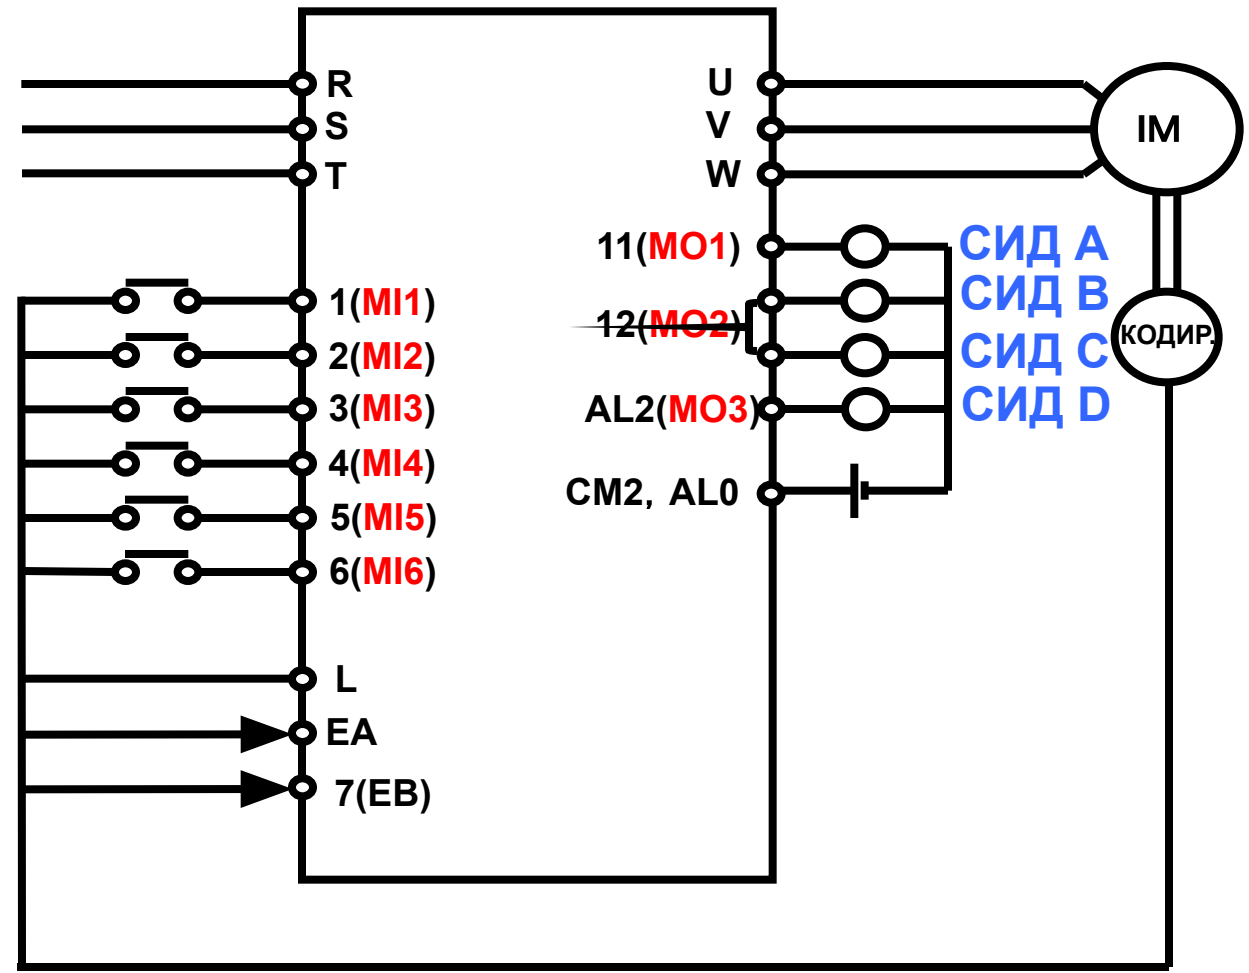 R
S
T
U
V
W
IM
11(MO1)
СИД A
1(MI1)
12(MO2)
СИД B
2(MI2)
СИД C
КОДИР.
3(MI3)
AL2(MO3)
СИД D
4(MI4)
CM2, AL0
5(MI5)
6(MI6)
L
EA
7(EB)